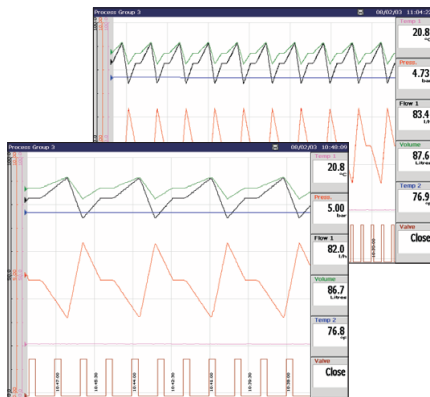 Process Group 3
08/02/03 11:04:22
Temp 1
20.8
°C
Press.
4.73
bar
Flow 1
83.4
l/h
Volume
87.6
Litres
Temp 2
76.9
°F
Valve
Close
Process Group 3
08/02/03 10:48:09
Temp 1
20.8
°C
Press.
5.00
bar
Flow 1
82.0
l/h
Volume
86.7
Litres
Temp 2
76.8
°F
Valve
Close